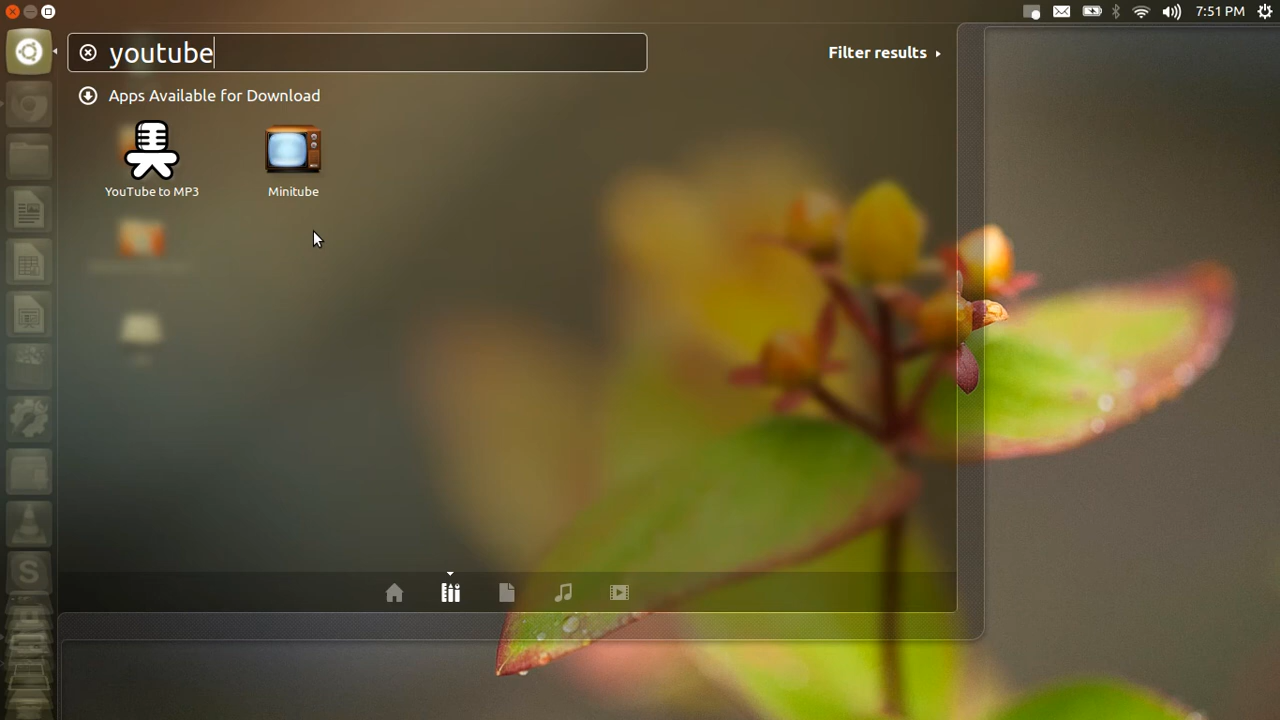 7:51 PM
youtube
Filter results
Apps Available for Download
YouTube to MP3
Minitube
S